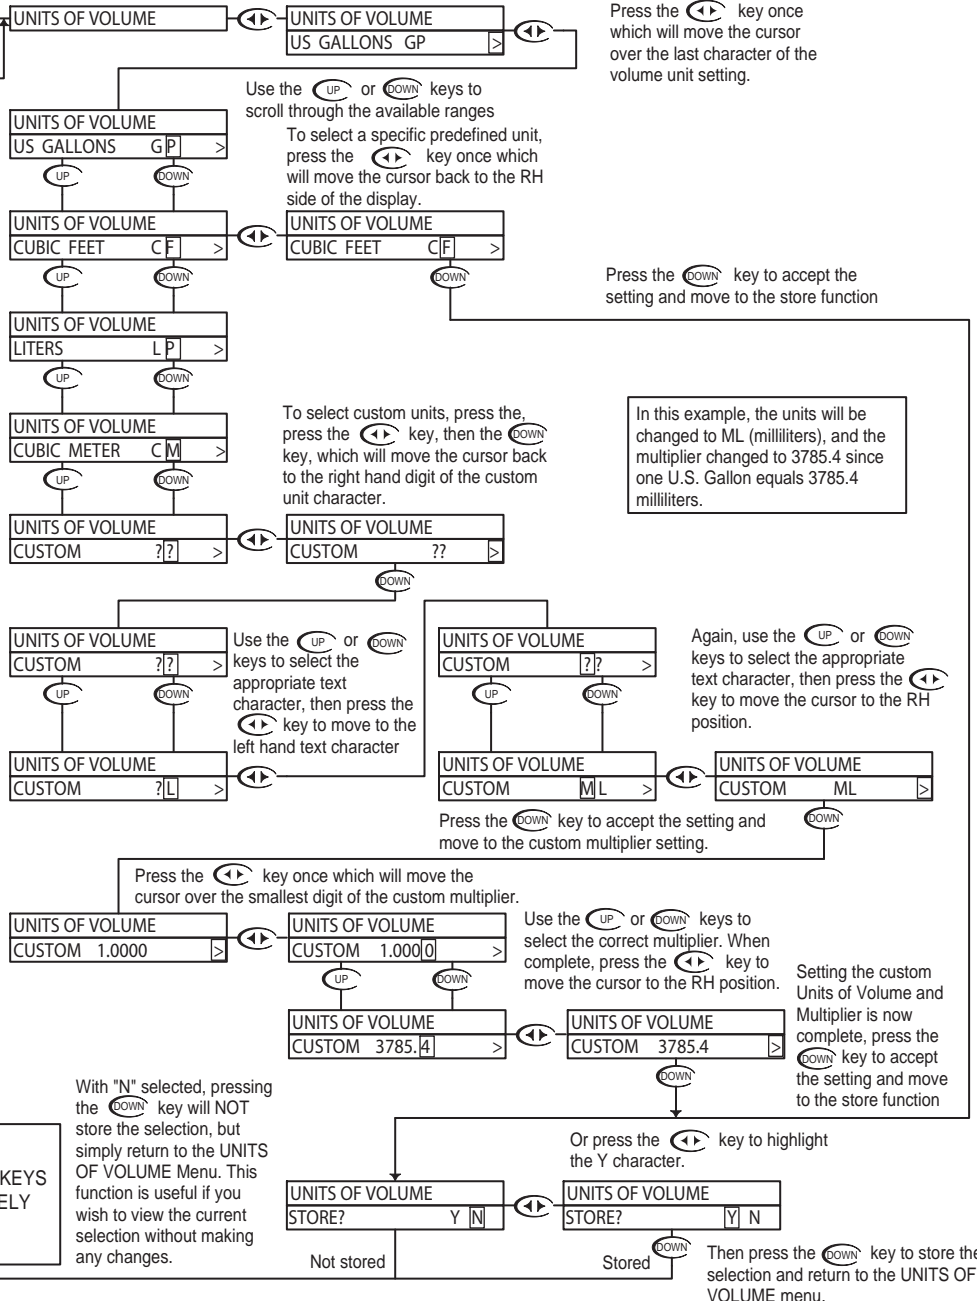 UNITS OF VOLUME
UNITS OF VOLUME
US GALLONS GP >
Press the key once
which will move the cursor
over the last character of the
volume unit setting.
Use the UP or DOWN keys to
scroll through the available ranges
UNITS OF VOLUME
US GALLONS GP >
UP DOWN
To select a specific predefined unit,
press the key once which
will move the cursor back to the RH
side of the display.
UNITS OF VOLUME
CUBIC FEET CF >
UP DOWN
UNITS OF VOLUME
CUBIC FEET CF >
DOWN
Press the DOWN key to accept the
setting and move to the store function
UNITS OF VOLUME
LITERS LP >
UP DOWN
UNITS OF VOLUME
CUBIC METER CM >
UP DOWN
To select custom units, press the,
press the key, then the DOWN
key, which will move the cursor back
to the right hand digit of the custom
unit character.
In this example, the units will be
changed to ML (milliliters), and the
multiplier changed to 3785.4 since
one U.S. Gallon equals 3785.4
milliliters.
UNITS OF VOLUME
CUSTOM ?? >
UNITS OF VOLUME
CUSTOM ?? >
DOWN
UNITS OF VOLUME
CUSTOM ?? >
UP DOWN
Use the UP or DOWN
keys to select the
appropriate text
character, then press the
key to move to the
left hand text character
UNITS OF VOLUME
CUSTOM ?? >
UP DOWN
Again, use the UP or DOWN
keys to select the appropriate
text character, then press the
key to move the cursor to the RH
position.
UNITS OF VOLUME
CUSTOM ?L >
UNITS OF VOLUME
CUSTOM ML >
UNITS OF VOLUME
CUSTOM ML >
DOWN
Press the DOWN key to accept the setting and
move to the custom multiplier setting.
Press the key once which will move the
cursor over the smallest digit of the custom multiplier.
UNITS OF VOLUME
CUSTOM 1.0000 >
UNITS OF VOLUME
CUSTOM 1.0000 >
UP DOWN
Use the UP or DOWN keys to
select the correct multiplier. When
complete, press the key to
move the cursor to the RH position.
UNITS OF VOLUME
CUSTOM 3785.4 >
UNITS OF VOLUME
CUSTOM 3785.4 >
DOWN
Setting the custom
Units of Volume and
Multiplier is now
complete, press the
DOWN key to accept
the setting and move
to the store function
With "N" selected, pressing
the DOWN key will NOT
store the selection, but
simply return to the UNITS
OF VOLUME Menu. This
function is useful if you
wish to view the current
selection without making
any changes.
KEYS
ELY
Or press the key to highlight
the Y character.
UNITS OF VOLUME
STORE? Y N
UNITS OF VOLUME
STORE? Y N
Not stored
Stored
DOWN
Then press the DOWN key to store the
selection and return to the UNITS OF
VOLUME menu.